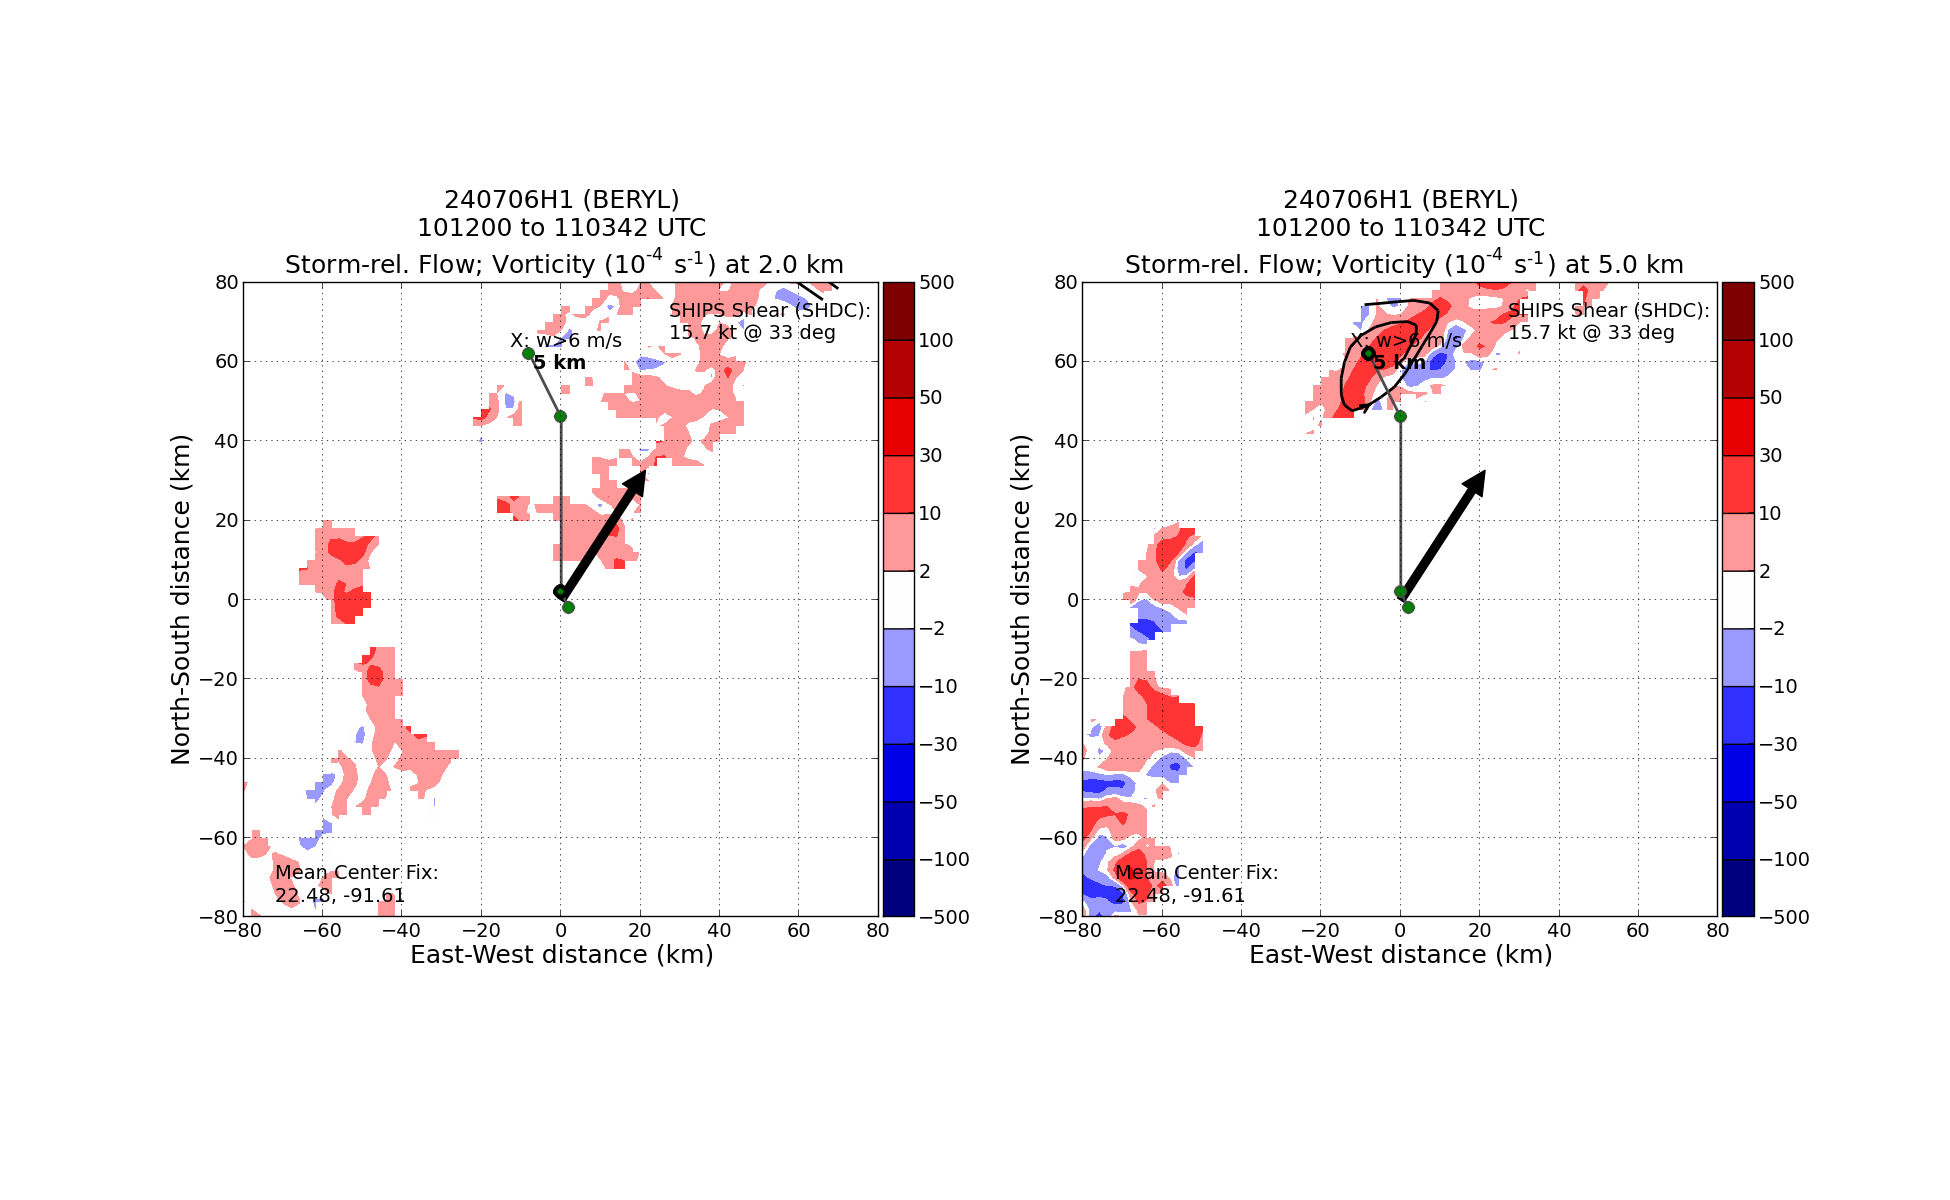 240706H1 (BERYL)
101200 to 110342 UTC
Storm-rel. Flow; Vorticity (10⁻⁴ s⁻¹) at 2.0 km
North-South distance (km)
80
60
40
20
0
−20
−40
−60
−80
SHIPS Shear (SHDC):
15.7 kt @ 33 deg
X: w>6 m/s
5 km
Mean Center Fix:
22.48, -91.61
−80 −60 −40 −20 0 20 40 60 80
East-West distance (km)
500
100
50
30
10
2
−2
−10
−30
−50
−100
−500
240706H1 (BERYL)
101200 to 110342 UTC
Storm-rel. Flow; Vorticity (10⁻⁴ s⁻¹) at 5.0 km
North-South distance (km)
80
60
40
20
0
−20
−40
−60
−80
SHIPS Shear (SHDC):
15.7 kt @ 33 deg
X: w>6 m/s
5 km
Mean Center Fix:
22.48, -91.61
−80 −60 −40 −20 0 20 40 60 80
East-West distance (km)
500
100
50
30
10
2
−2
−10
−30
−50
−100
−500